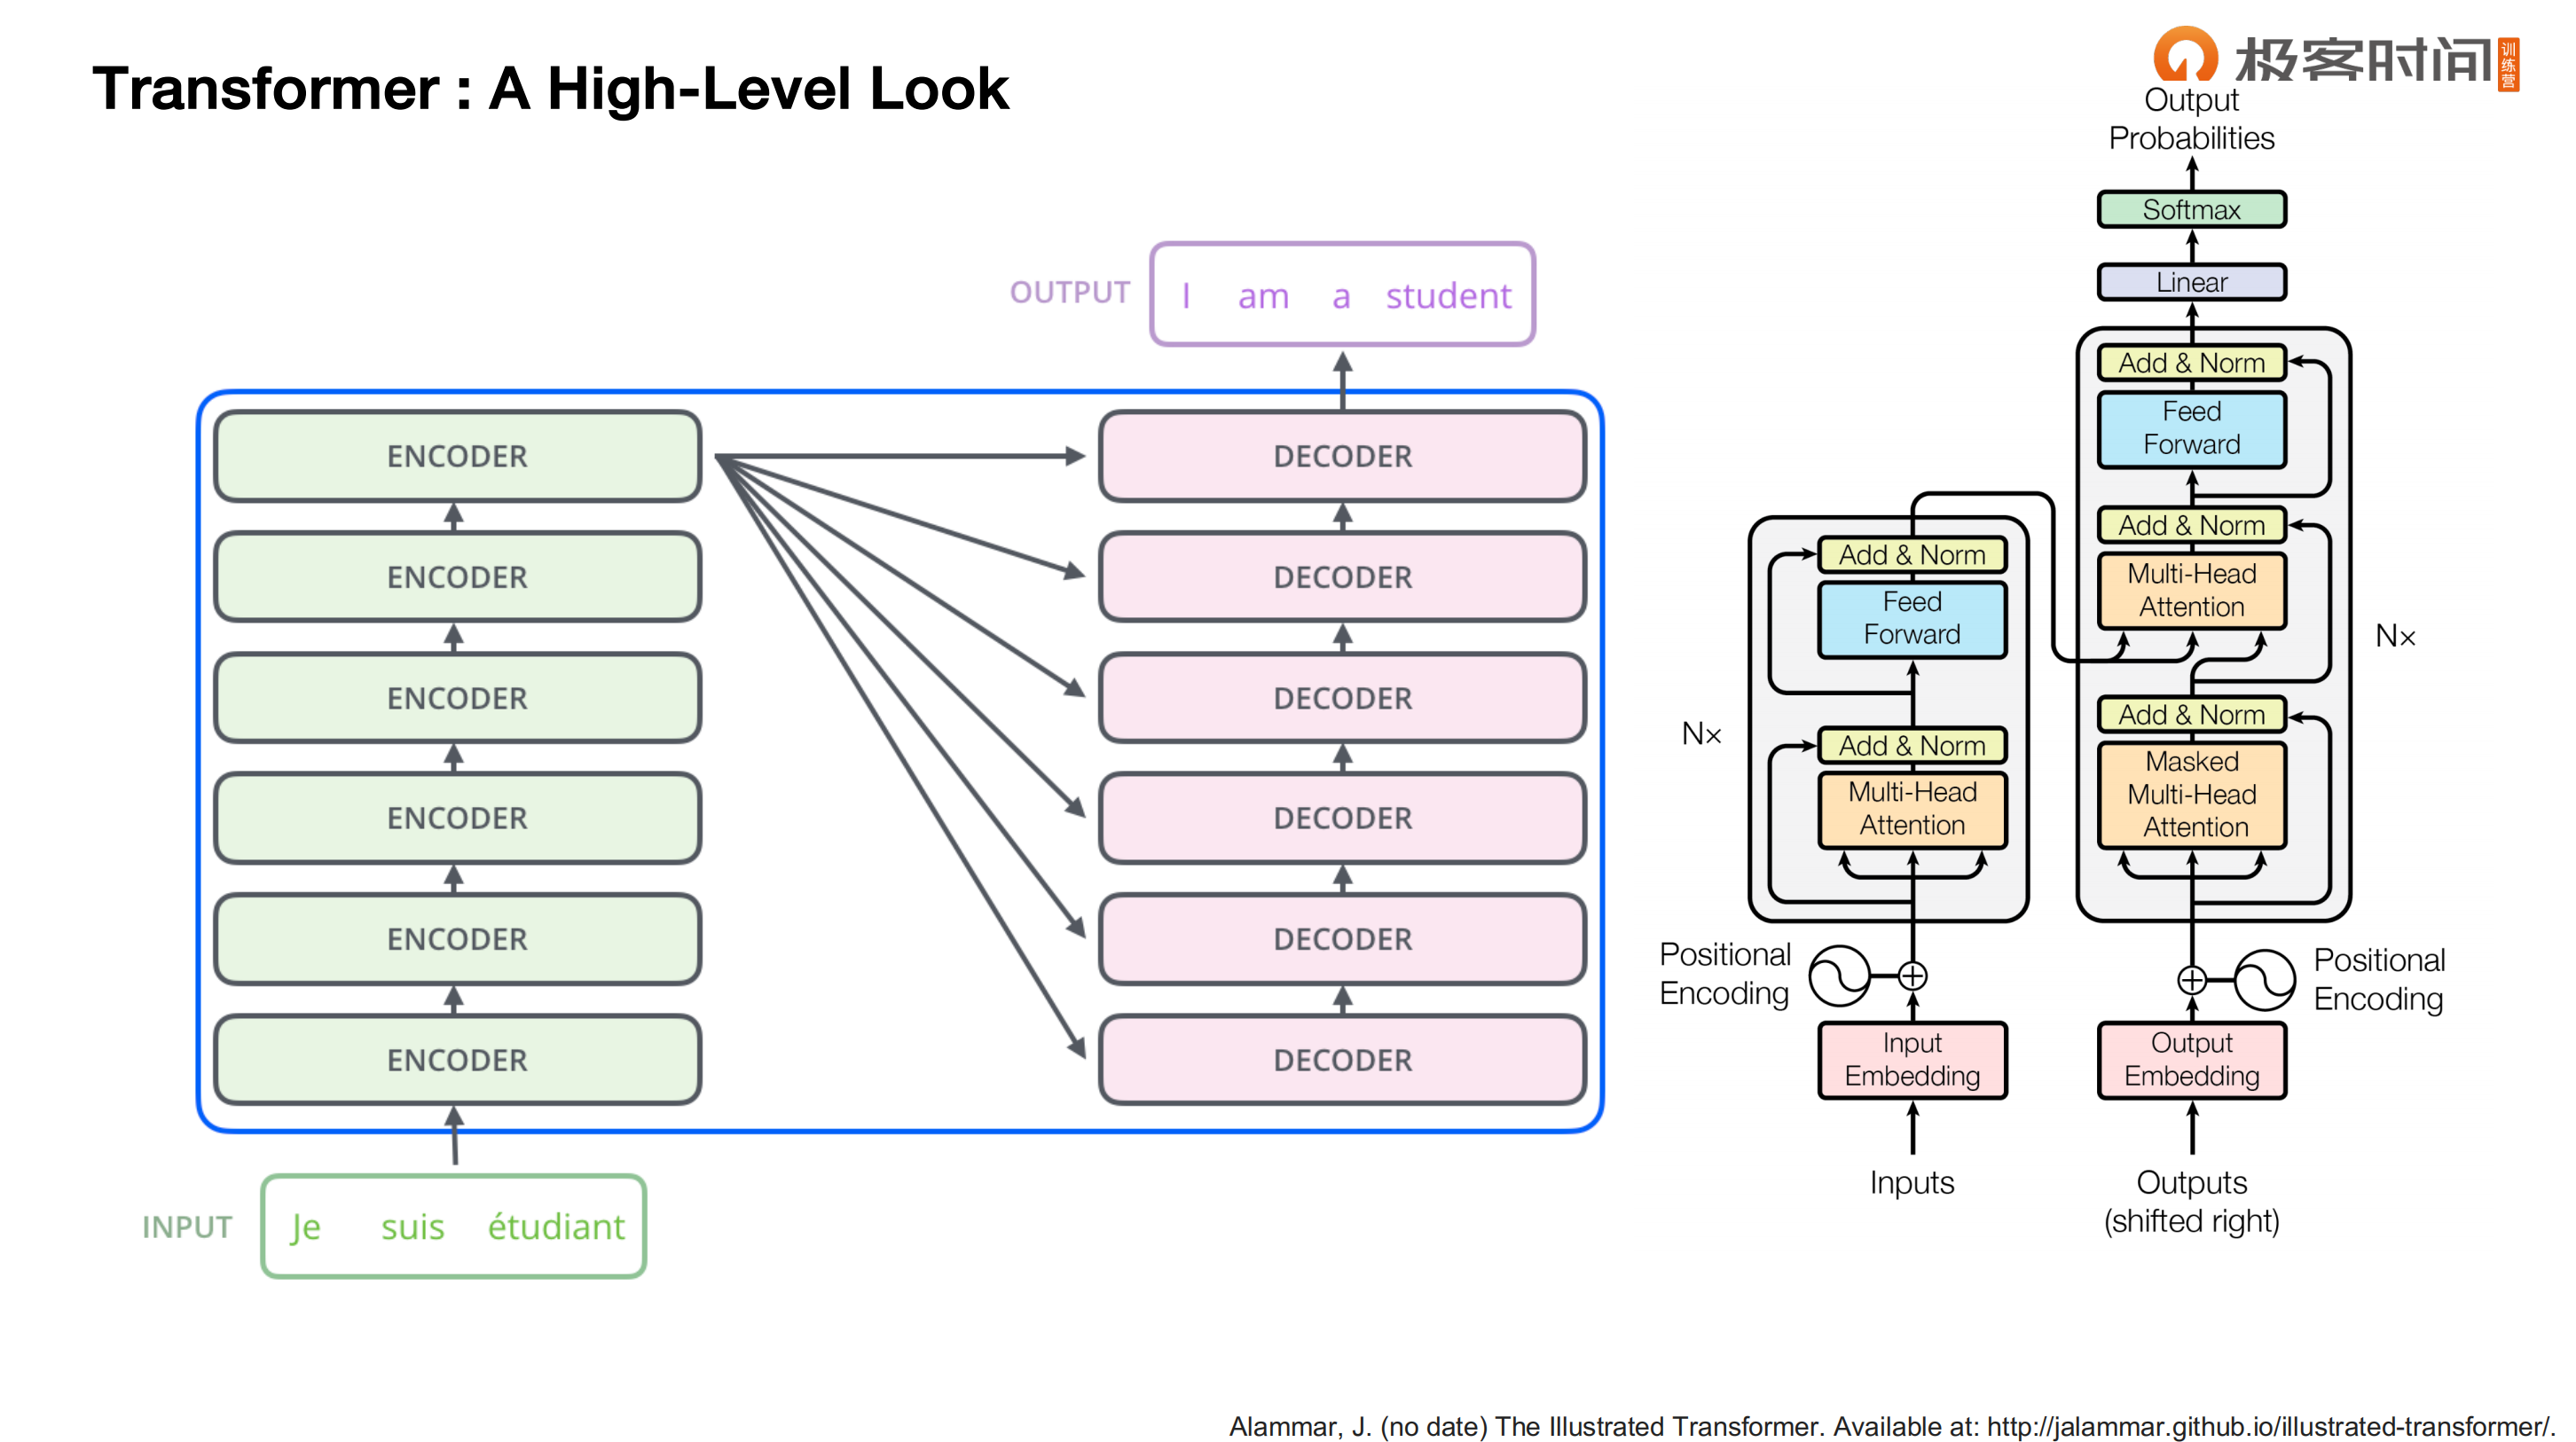 Transformer : A High-Level Look
极客时间
训练营
OUTPUT
I am a student
ENCODER
ENCODER
ENCODER
ENCODER
ENCODER
ENCODER
DECODER
DECODER
DECODER
DECODER
DECODER
DECODER
INPUT
Je suis étudiant
Output
Probabilities
Softmax
Linear
Add & Norm
Feed
Forward
Add & Norm
Multi-Head
Attention
Add & Norm
Masked
Multi-Head
Attention
N×
Add & Norm
Feed
Forward
Add & Norm
Multi-Head
Attention
N×
Positional
Encoding
Positional
Encoding
Input
Embedding
Output
Embedding
Inputs
Outputs
(shifted right)
Alammar, J. (no date) The Illustrated Transformer. Available at: http://jalammar.github.io/illustrated-transformer/.